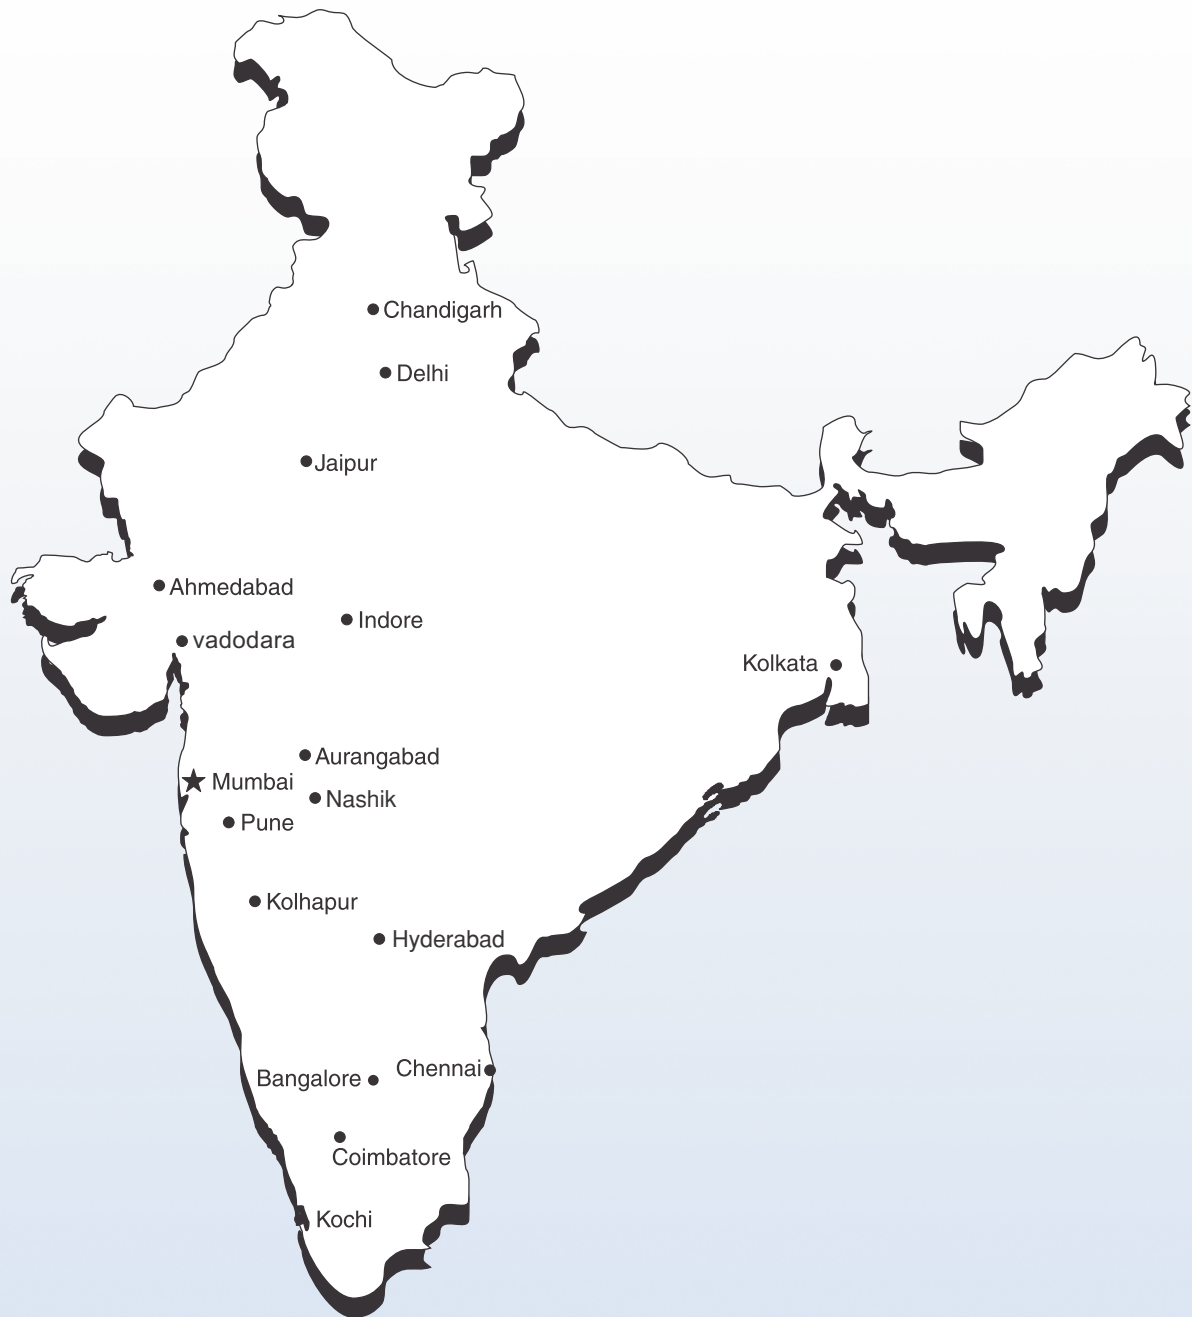 Chandigarh
Delhi
Jaipur
Ahmedabad
Indore
vadodara
Kolkata
Aurangabad
Mumbai
Nashik
Pune
Kolhapur
Hyderabad
Chennai
Bangalore
Coimbatore
Kochi